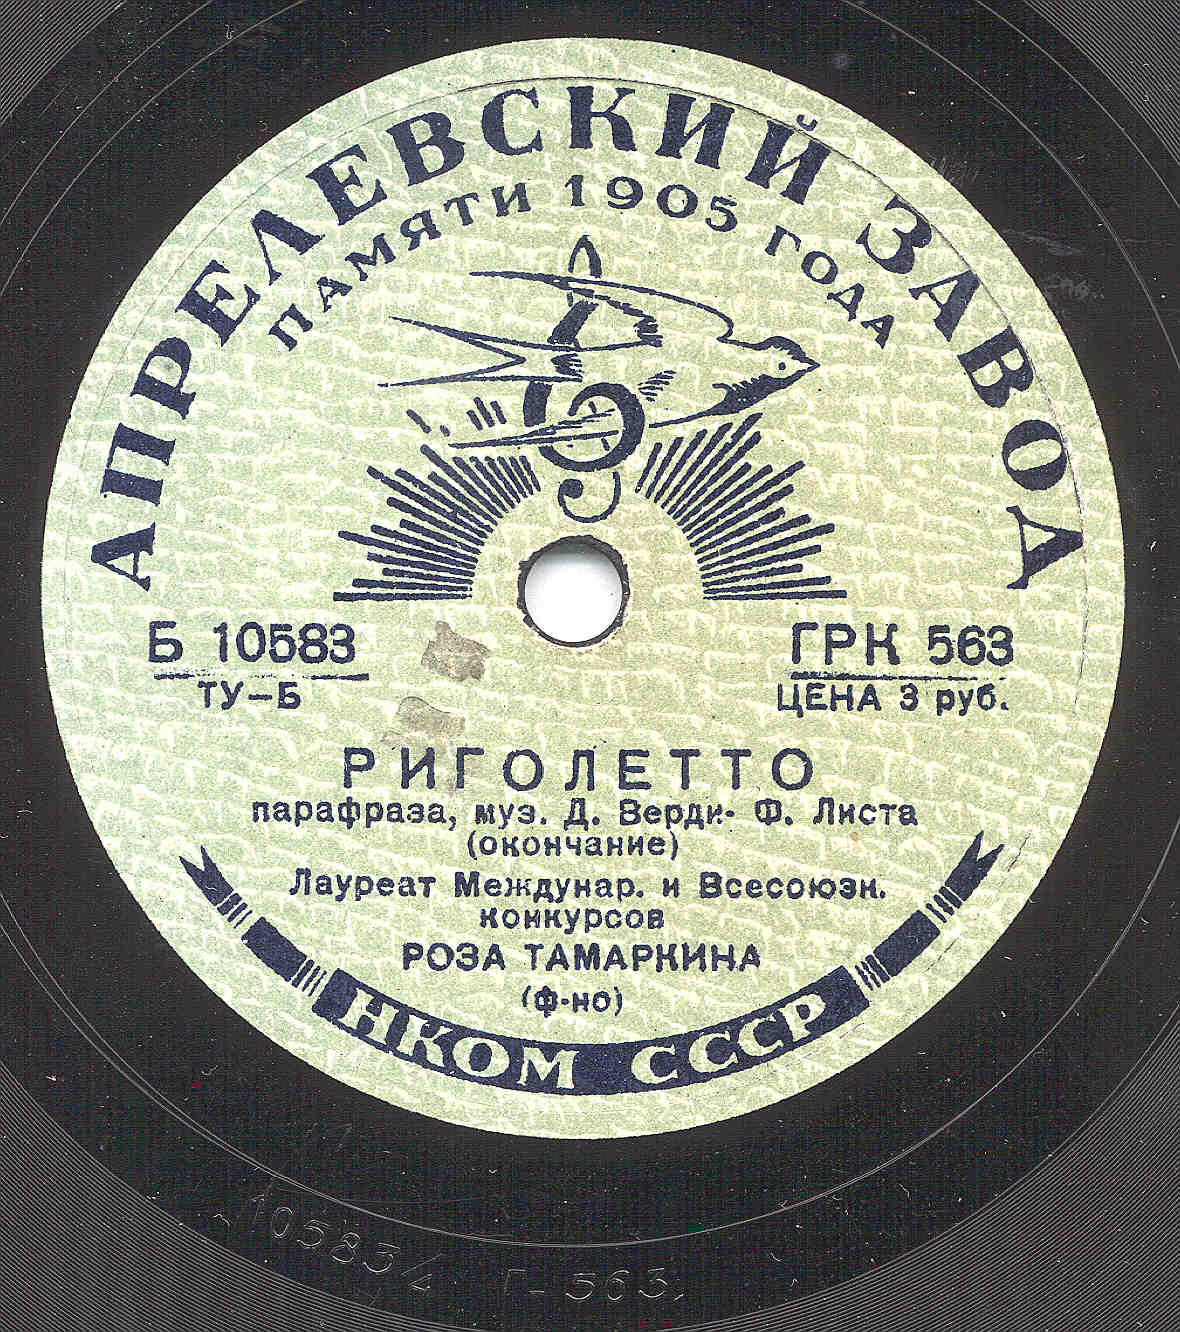 АПРЕЛЕВСКИЙ ЗАВОД
ПАМЯТИ 1905 ГОДА
Б 10583
ТУ–Б
ГРК 563
ЦЕНА 3 руб.
РИГОЛЕТТО
парафраза, муз. Д. Верди- Ф. Листа
(окончание)
Лауреат Междунар. и Всесоюзн.
конкурсов
РОЗА ТАМАРКИНА
(ф-но)
НКОМ СССР
10583/4 Г-563